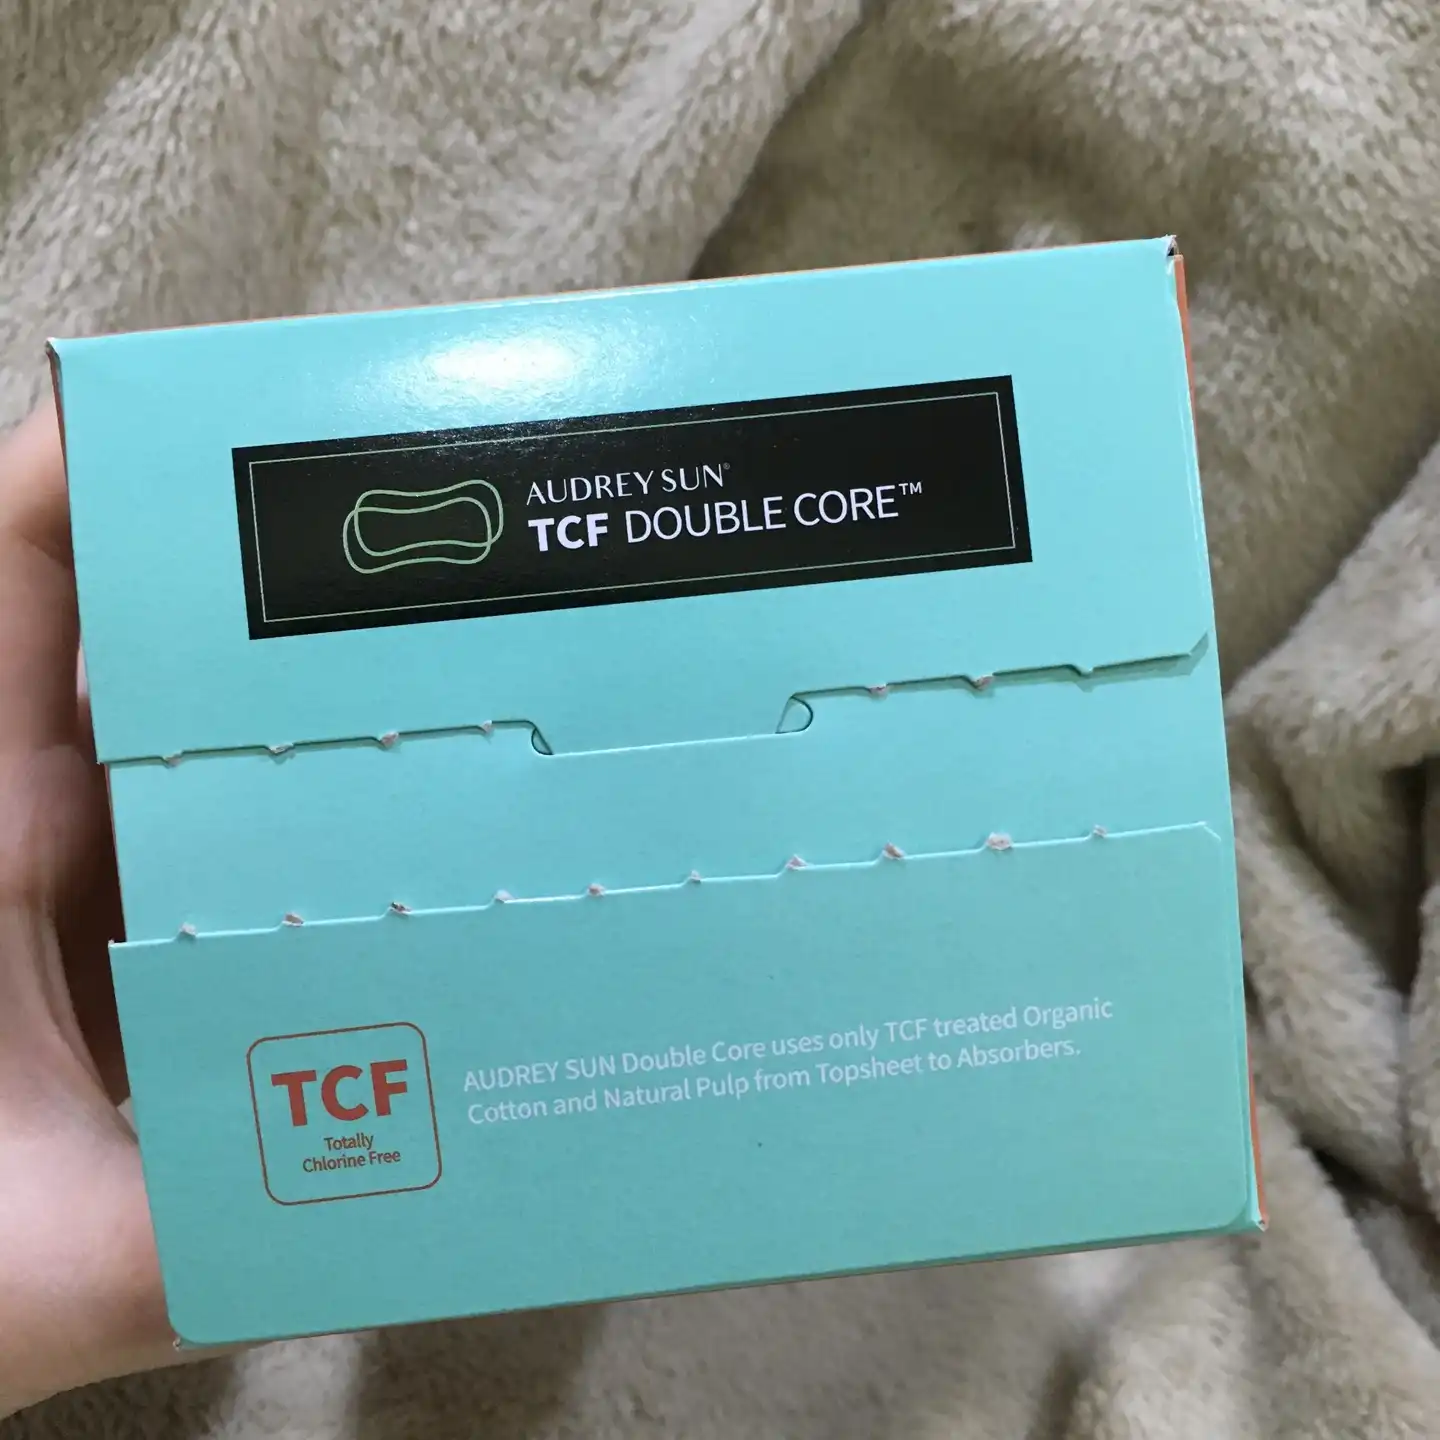 AUDREY SUN®
TCF DOUBLE CORE™
TCF
Totally
Chlorine Free
AUDREY SUN Double Core uses only TCF treated Organic
Cotton and Natural Pulp from Topsheet to Absorbers.